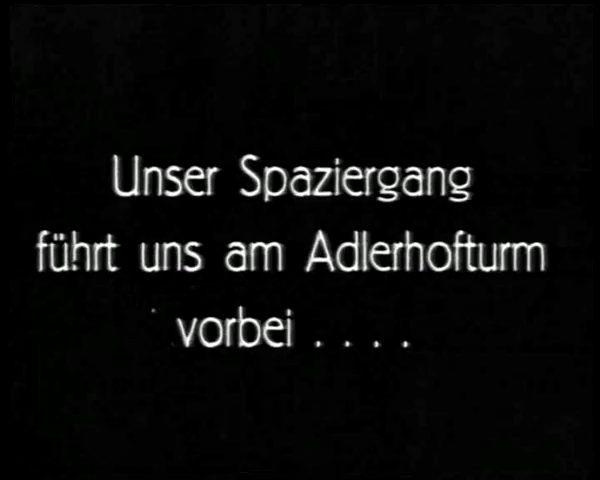 Unser Spaziergang
führt uns am Adlerhofturm
vorbei . . . .